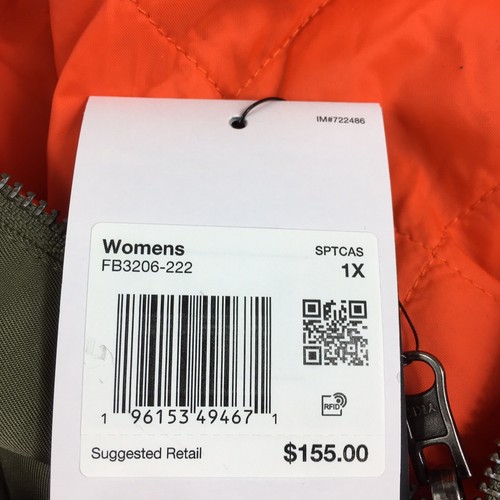 IM#722486
Womens SPTCAS
FB3206-222 1X
RFID
1 96153 49467 1
Suggested Retail $155.00